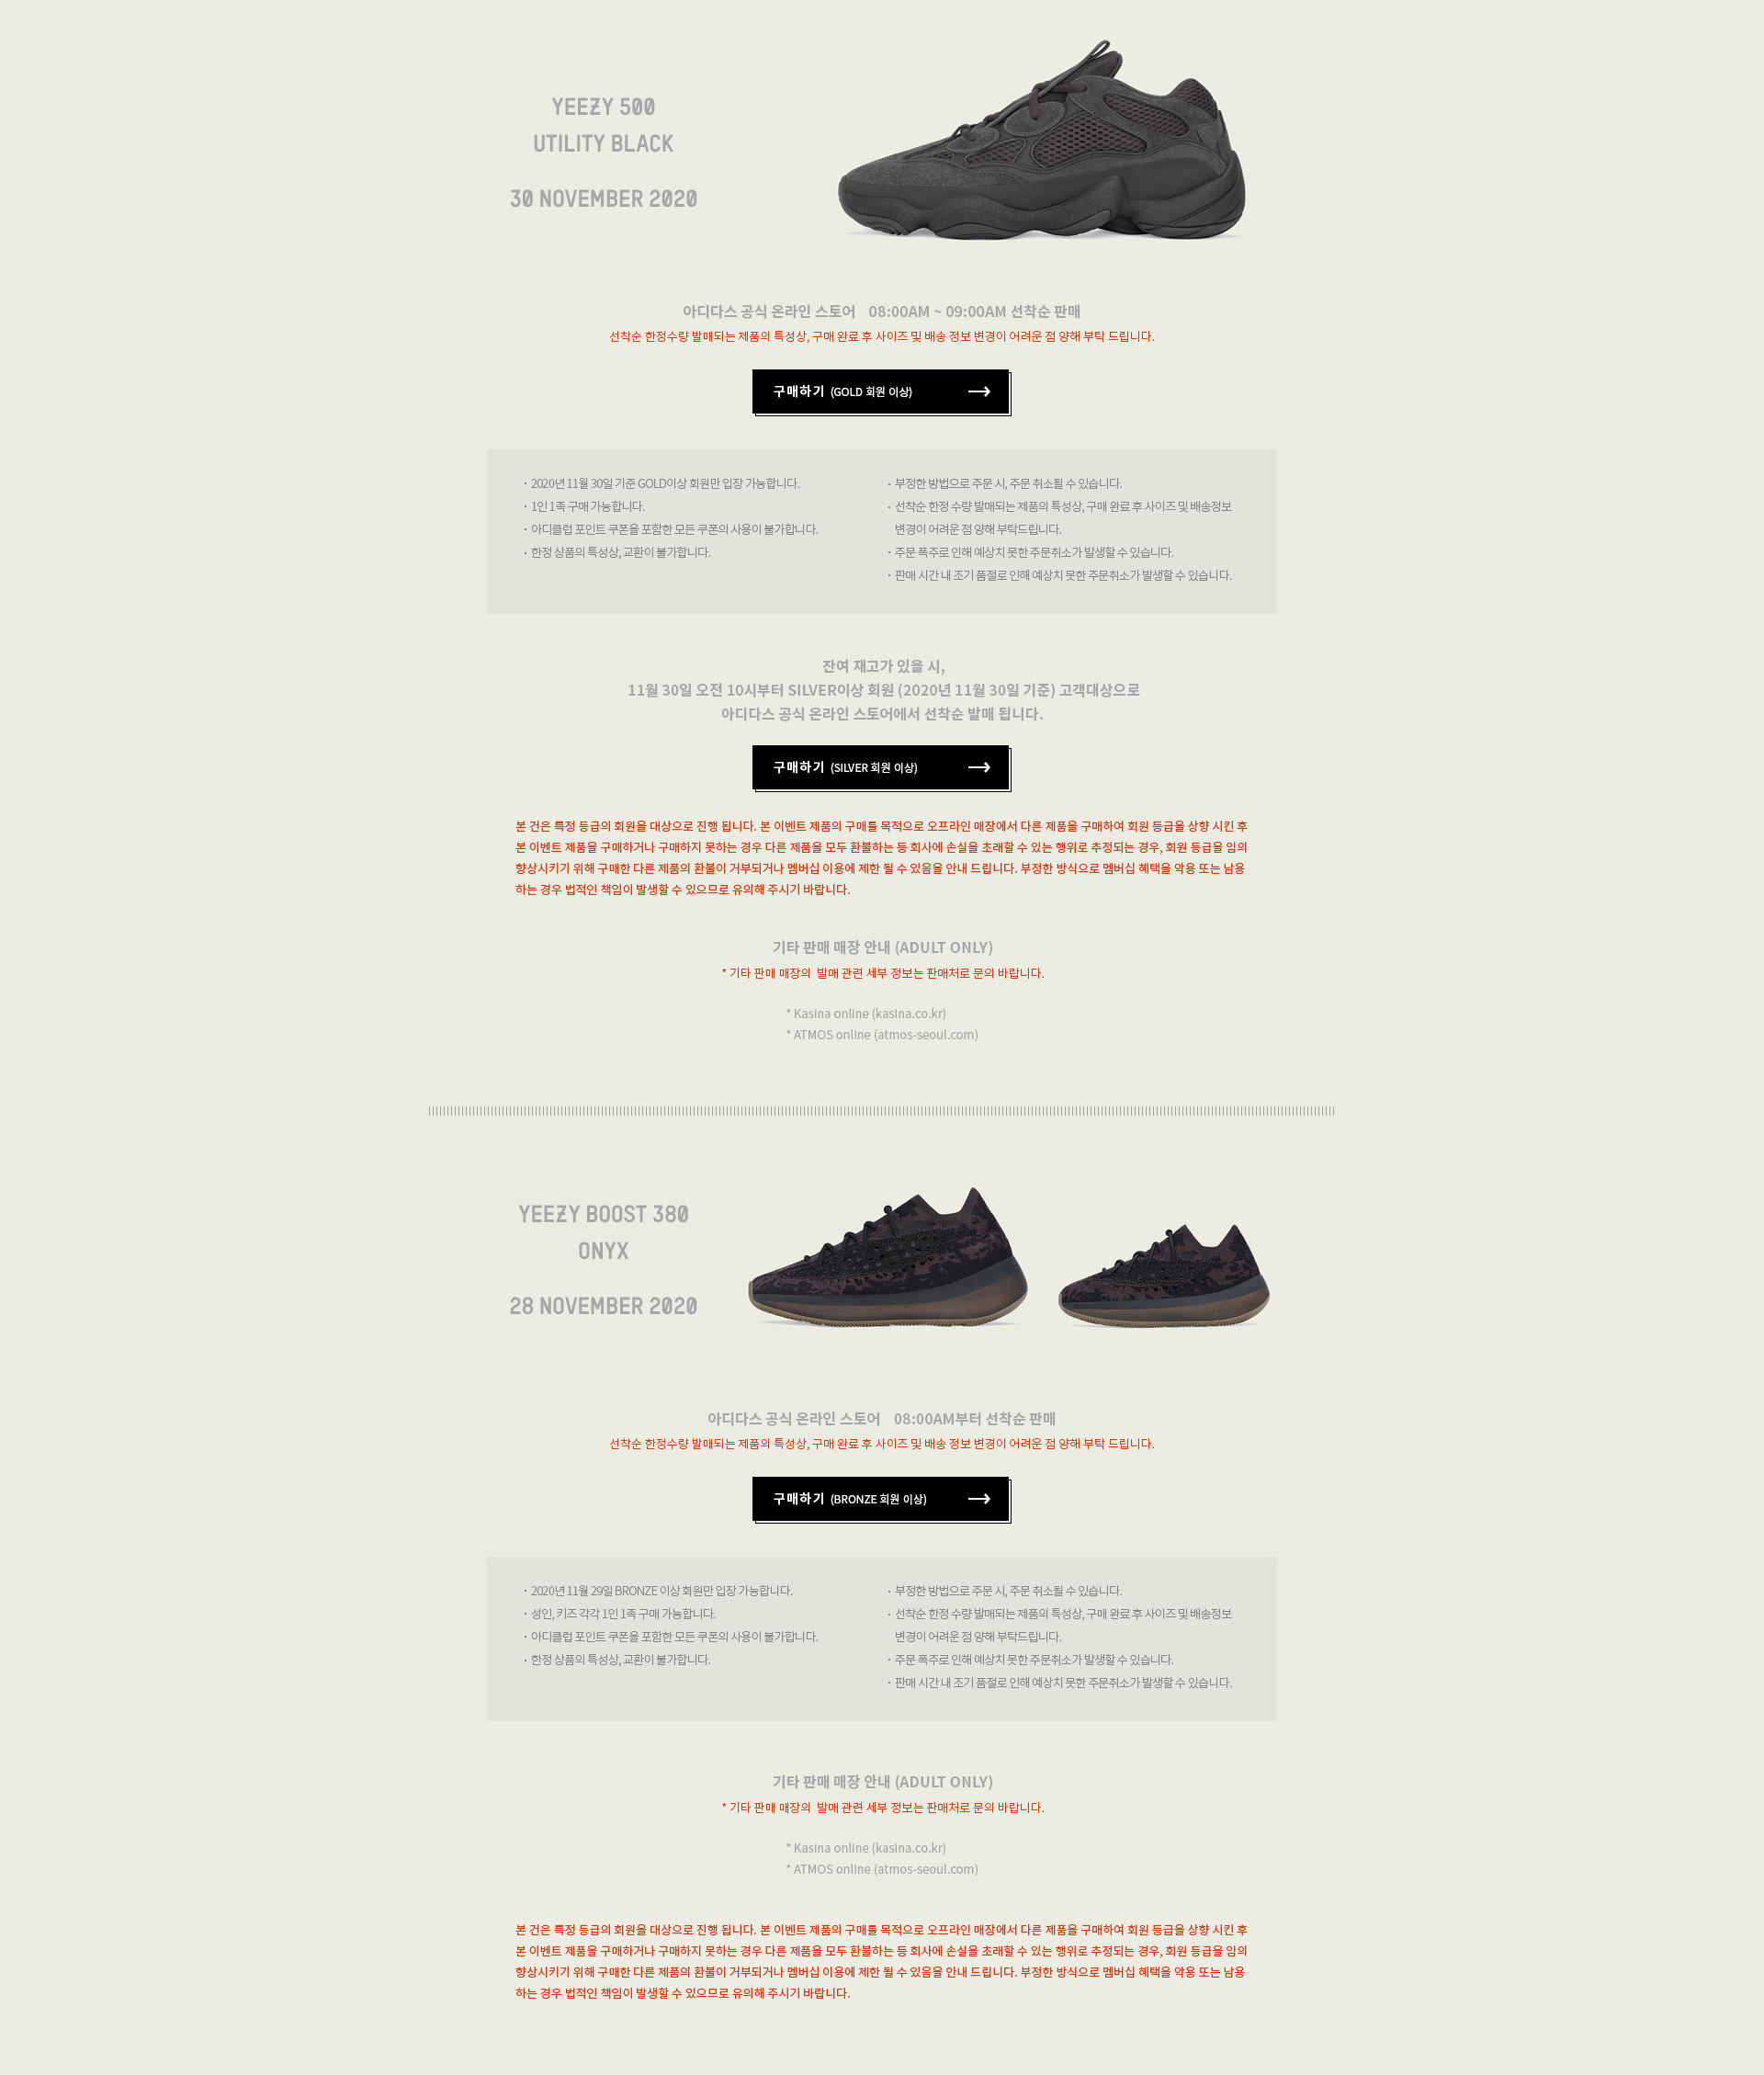 YEEZY 500
UTILITY BLACK
30 NOVEMBER 2020
아디다스 공식 온라인 스토어 08:00AM ~ 09:00AM 선착순 판매
선착순 한정수량 발매되는 제품의 특성상, 구매 완료 후 사이즈 및 배송 정보 변경이 어려운 점 양해 부탁 드립니다.
구매하기 (GOLD 회원 이상)
· 2020년 11월 30일 기준 GOLD이상 회원만 입장 가능합니다.
· 1인 1족 구매 가능합니다.
· 아디클럽 포인트 쿠폰을 포함한 모든 쿠폰의 사용이 불가합니다.
· 한정 상품의 특성상, 교환이 불가합니다.
· 부정한 방법으로 주문 시, 주문 취소될 수 있습니다.
· 선착순 한정 수량 발매되는 제품의 특성상, 구매 완료 후 사이즈 및 배송정보
변경이 어려운 점 양해 부탁드립니다.
· 주문 폭주로 인해 예상치 못한 주문취소가 발생할 수 있습니다.
· 판매 시간 내 조기 품절로 인해 예상치 못한 주문취소가 발생할 수 있습니다.
잔여 재고가 있을 시,
11월 30일 오전 10시부터 SILVER이상 회원 (2020년 11월 30일 기준) 고객대상으로
아디다스 공식 온라인 스토어에서 선착순 발매 됩니다.
구매하기 (SILVER 회원 이상)
본 건은 특정 등급의 회원을 대상으로 진행 됩니다. 본 이벤트 제품의 구매를 목적으로 오프라인 매장에서 다른 제품을 구매하여 회원 등급을 상향 시킨 후
본 이벤트 제품을 구매하거나 구매하지 못하는 경우 다른 제품을 모두 환불하는 등 회사에 손실을 초래할 수 있는 행위로 추정되는 경우, 회원 등급을 임의
향상시키기 위해 구매한 다른 제품의 환불이 거부되거나 멤버십 이용에 제한 될 수 있음을 안내 드립니다. 부정한 방식으로 멤버십 혜택을 악용 또는 남용
하는 경우 법적인 책임이 발생할 수 있으므로 유의해 주시기 바랍니다.
기타 판매 매장 안내 (ADULT ONLY)
* 기타 판매 매장의 발매 관련 세부 정보는 판매처로 문의 바랍니다.
* Kasina online (kasina.co.kr)
* ATMOS online (atmos-seoul.com)
YEEZY BOOST 380
ONYX
28 NOVEMBER 2020
아디다스 공식 온라인 스토어 08:00AM부터 선착순 판매
선착순 한정수량 발매되는 제품의 특성상, 구매 완료 후 사이즈 및 배송 정보 변경이 어려운 점 양해 부탁 드립니다.
구매하기 (BRONZE 회원 이상)
· 2020년 11월 29일 BRONZE 이상 회원만 입장 가능합니다.
· 성인, 키즈 각각 1인 1족 구매 가능합니다.
· 아디클럽 포인트 쿠폰을 포함한 모든 쿠폰의 사용이 불가합니다.
· 한정 상품의 특성상, 교환이 불가합니다.
· 부정한 방법으로 주문 시, 주문 취소될 수 있습니다.
· 선착순 한정 수량 발매되는 제품의 특성상, 구매 완료 후 사이즈 및 배송정보
변경이 어려운 점 양해 부탁드립니다.
· 주문 폭주로 인해 예상치 못한 주문취소가 발생할 수 있습니다.
· 판매 시간 내 조기 품절로 인해 예상치 못한 주문취소가 발생할 수 있습니다.
기타 판매 매장 안내 (ADULT ONLY)
* 기타 판매 매장의 발매 관련 세부 정보는 판매처로 문의 바랍니다.
* Kasina online (kasina.co.kr)
* ATMOS online (atmos-seoul.com)
본 건은 특정 등급의 회원을 대상으로 진행 됩니다. 본 이벤트 제품의 구매를 목적으로 오프라인 매장에서 다른 제품을 구매하여 회원 등급을 상향 시킨 후
본 이벤트 제품을 구매하거나 구매하지 못하는 경우 다른 제품을 모두 환불하는 등 회사에 손실을 초래할 수 있는 행위로 추정되는 경우, 회원 등급을 임의
향상시키기 위해 구매한 다른 제품의 환불이 거부되거나 멤버십 이용에 제한 될 수 있음을 안내 드립니다. 부정한 방식으로 멤버십 혜택을 악용 또는 남용
하는 경우 법적인 책임이 발생할 수 있으므로 유의해 주시기 바랍니다.